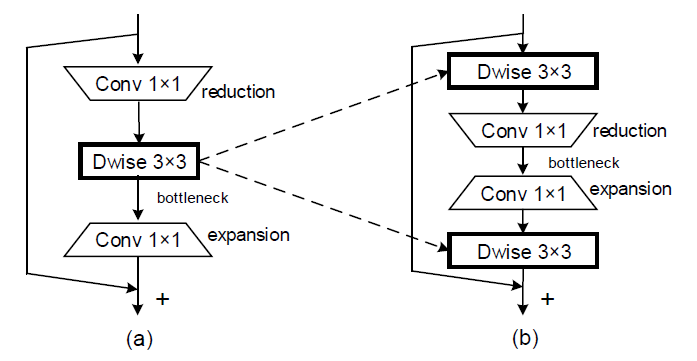 Conv 1×1
reduction
Dwise 3×3
bottleneck
Conv 1×1
expansion
+
(a)
Dwise 3×3
Conv 1×1
reduction
bottleneck
Conv 1×1
expansion
Dwise 3×3
+
(b)